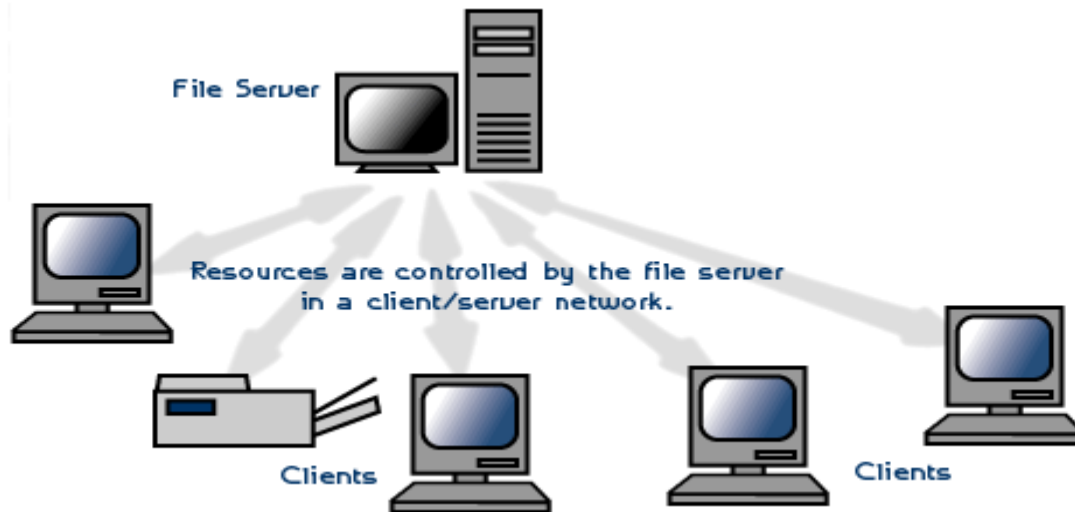 File Server
Resources are controlled by the file server
in a client/server network.
Clients
Clients